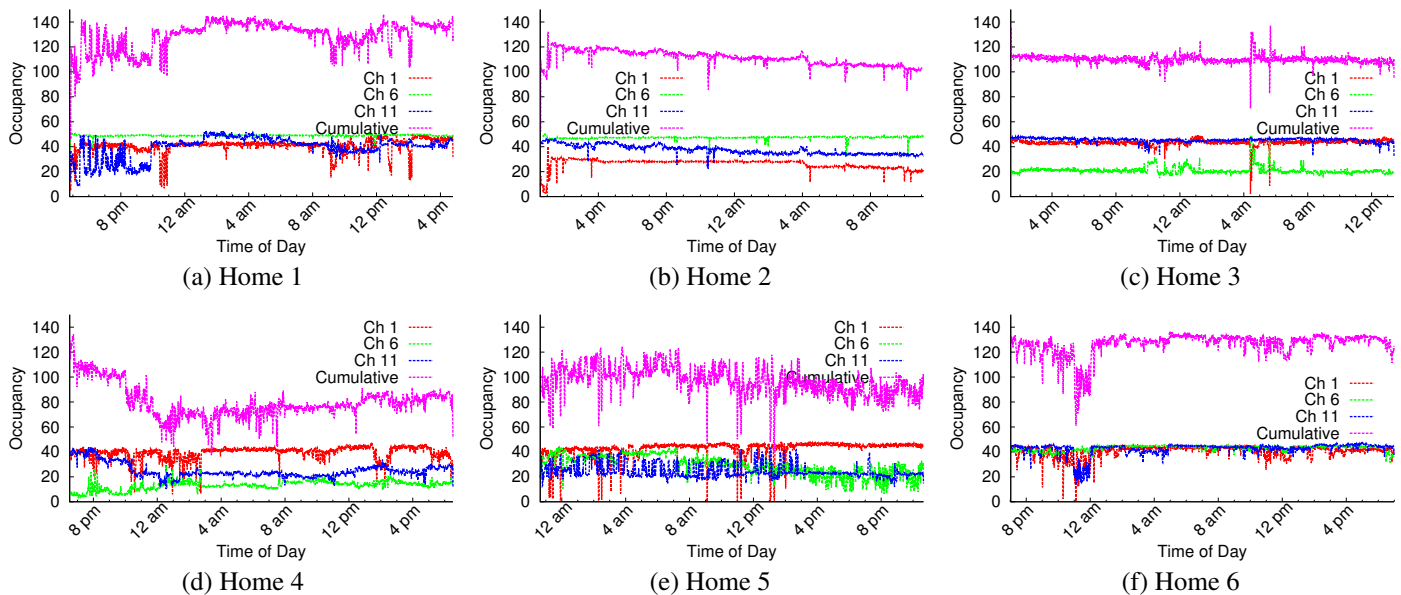 Occupancy
140
120
100
80
60
40
20
0
Ch 1
Ch 6
Ch 11
Cumulative
8 pm
12 am
4 am
8 am
12 pm
4 pm
Time of Day
(a) Home 1
Occupancy
140
120
100
80
60
40
20
0
Ch 1
Ch 6
Ch 11
Cumulative
4 pm
8 pm
12 am
4 am
8 am
Time of Day
(b) Home 2
Occupancy
140
120
100
80
60
40
20
0
Ch 1
Ch 6
Ch 11
Cumulative
4 pm
8 pm
12 am
4 am
8 am
12 pm
Time of Day
(c) Home 3
Occupancy
140
120
100
80
60
40
20
0
Ch 1
Ch 6
Ch 11
Cumulative
8 pm
12 am
4 am
8 am
12 pm
4 pm
Time of Day
(d) Home 4
Occupancy
140
120
100
80
60
40
20
0
Ch 1
Ch 6
Ch 11
Cumulative
12 am
4 am
8 am
12 pm
4 pm
8 pm
Time of Day
(e) Home 5
Occupancy
140
120
100
80
60
40
20
0
Ch 1
Ch 6
Ch 11
Cumulative
8 pm
12 am
4 am
8 am
12 pm
4 pm
Time of Day
(f) Home 6